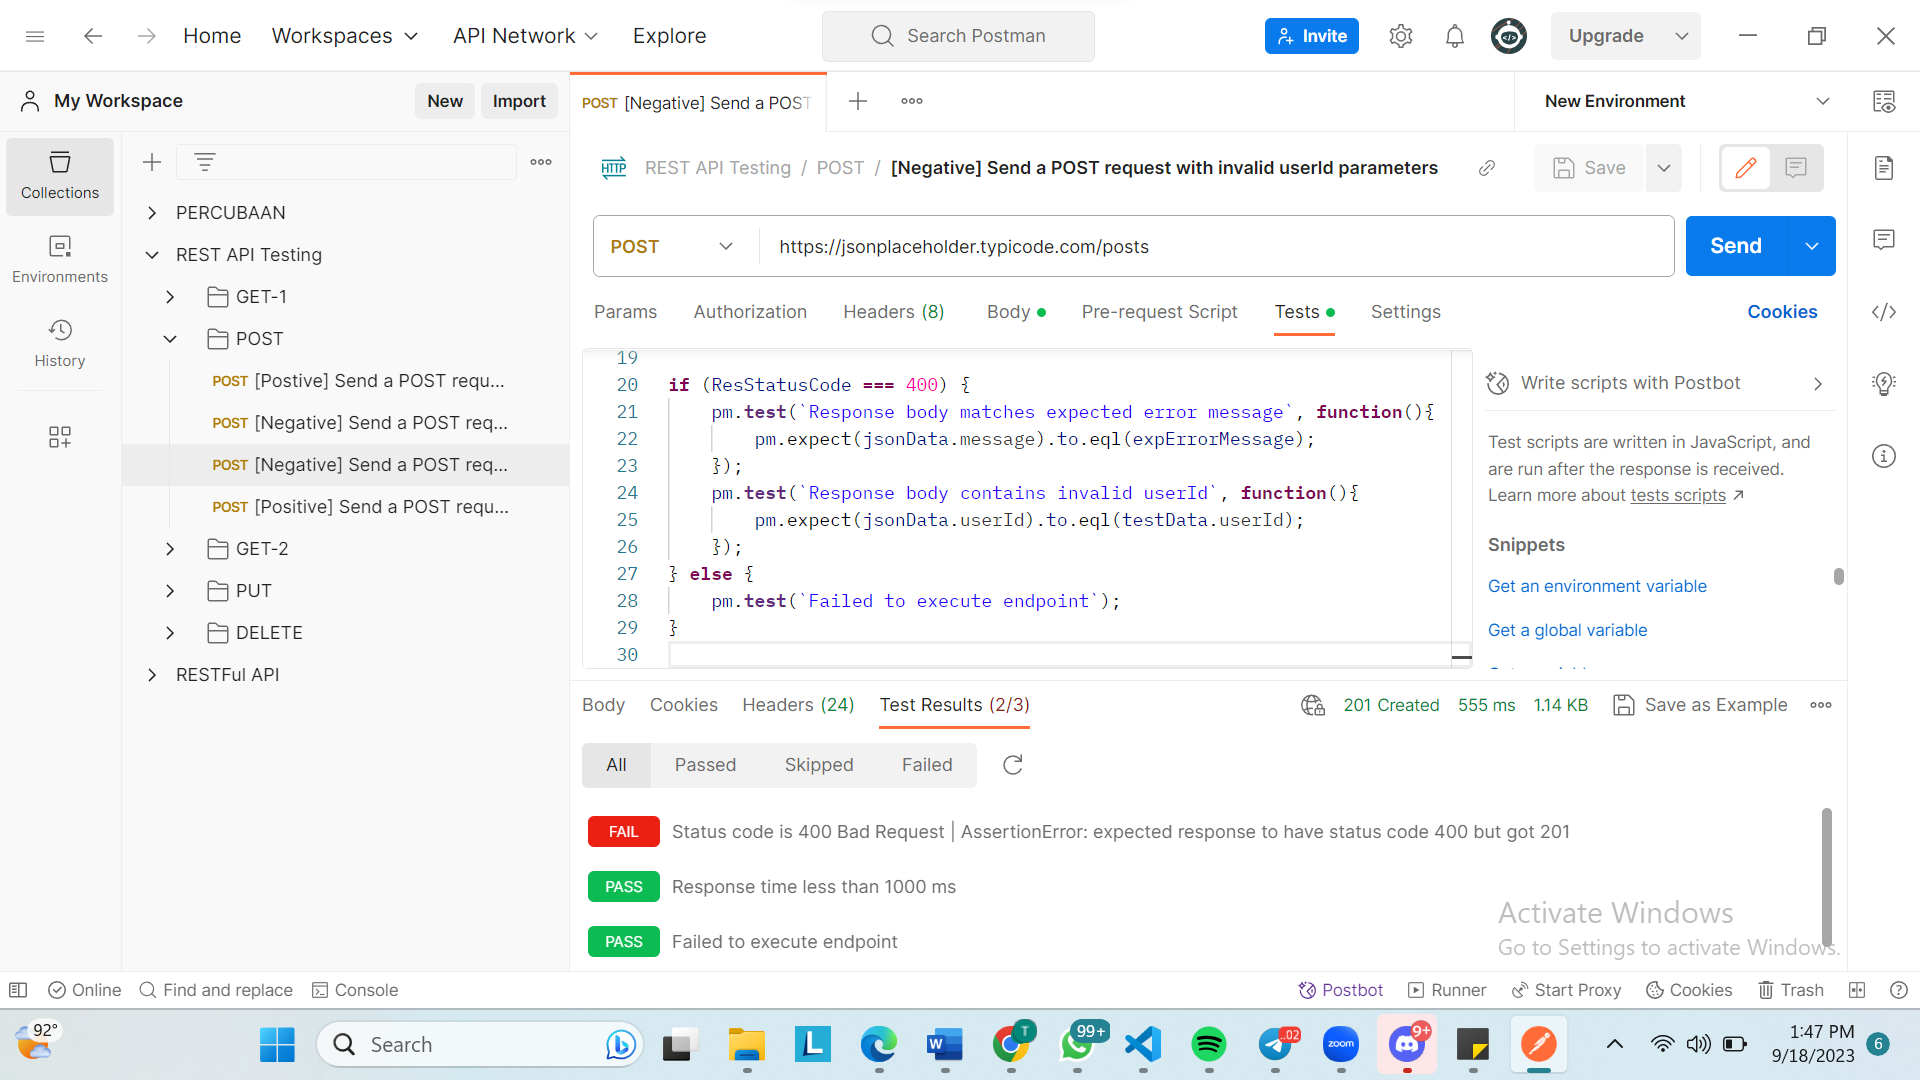 Home
Workspaces
API Network
Explore
Search Postman
Invite
Upgrade
My Workspace
New
Import
POST [Negative] Send a POST
New Environment
Collections
Environments
History
PERCUBAAN
REST API Testing
GET-1
POST
POST [Postive] Send a POST requ...
POST [Negative] Send a POST req...
POST [Negative] Send a POST req...
POST [Positive] Send a POST requ...
GET-2
PUT
DELETE
RESTFul API
HTTP
REST API Testing / POST / [Negative] Send a POST request with invalid userId parameters
Save
POST
https://jsonplaceholder.typicode.com/posts
Send
Params
Authorization
Headers (8)
Body
Pre-request Script
Tests
Settings
Cookies
19
20 if (ResStatusCode === 400) {
21 pm.test(`Response body matches expected error message`, function(){
22 pm.expect(jsonData.message).to.eql(expErrorMessage);
23 });
24 pm.test(`Response body contains invalid userId`, function(){
25 pm.expect(jsonData.userId).to.eql(testData.userId);
26 });
27 } else {
28 pm.test(`Failed to execute endpoint`);
29 }
30
Write scripts with Postbot
Test scripts are written in JavaScript, and
are run after the response is received.
Learn more about tests scripts ↗
Snippets
Get an environment variable
Get a global variable
Body
Cookies
Headers (24)
Test Results (2/3)
201 Created
555 ms
1.14 KB
Save as Example
All
Passed
Skipped
Failed
FAIL Status code is 400 Bad Request | AssertionError: expected response to have status code 400 but got 201
PASS Response time less than 1000 ms
PASS Failed to execute endpoint
Activate Windows
Go to Settings to activate Windows.
Online
Find and replace
Console
Postbot
Runner
Start Proxy
Cookies
Trash
92°
Search
L
W
T
99+
..02
zoom
9+
1:47 PM
9/18/2023
6